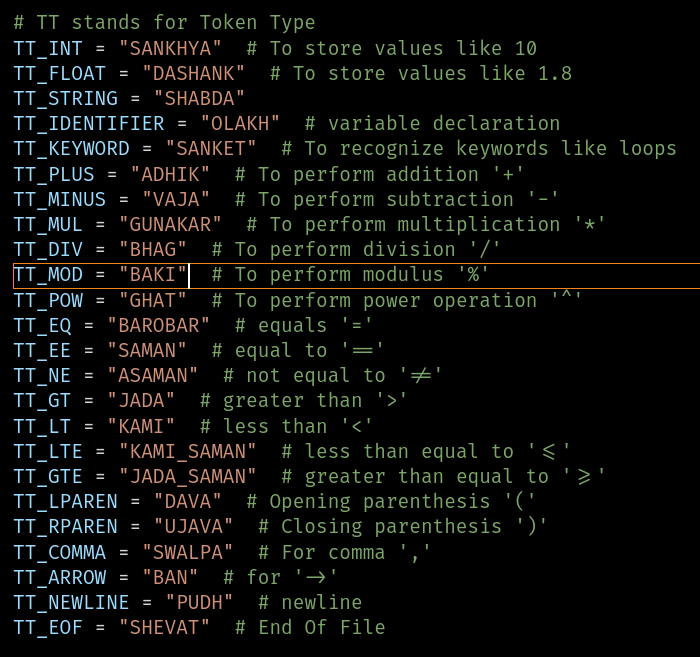 # TT stands for Token Type
TT_INT = "SANKHYA"  # To store values like 10
TT_FLOAT = "DASHANK"  # To store values like 1.8
TT_STRING = "SHABDA"
TT_IDENTIFIER = "OLAKH"  # variable declaration
TT_KEYWORD = "SANKET"  # To recognize keywords like loops
TT_PLUS = "ADHIK"  # To perform addition '+'
TT_MINUS = "VAJA"  # To perform subtraction '-'
TT_MUL = "GUNAKAR"  # To perform multiplication '*'
TT_DIV = "BHAG"  # To perform division '/'
TT_MOD = "BAKI"  # To perform modulus '%'
TT_POW = "GHAT"  # To perform power operation '^'
TT_EQ = "BAROBAR"  # equals '='
TT_EE = "SAMAN"  # equal to '=='
TT_NE = "ASAMAN"  # not equal to '≠'
TT_GT = "JADA"  # greater than '>'
TT_LT = "KAMI"  # less than '<'
TT_LTE = "KAMI_SAMAN"  # less than equal to '⩽'
TT_GTE = "JADA_SAMAN"  # greater than equal to '⩾'
TT_LPAREN = "DAVA"  # Opening parenthesis '('
TT_RPAREN = "UJAVA"  # Closing parenthesis ')'
TT_COMMA = "SWALPA"  # For comma ','
TT_ARROW = "BAN"  # for '→'
TT_NEWLINE = "PUDH"  # newline
TT_EOF = "SHEVAT"  # End Of File